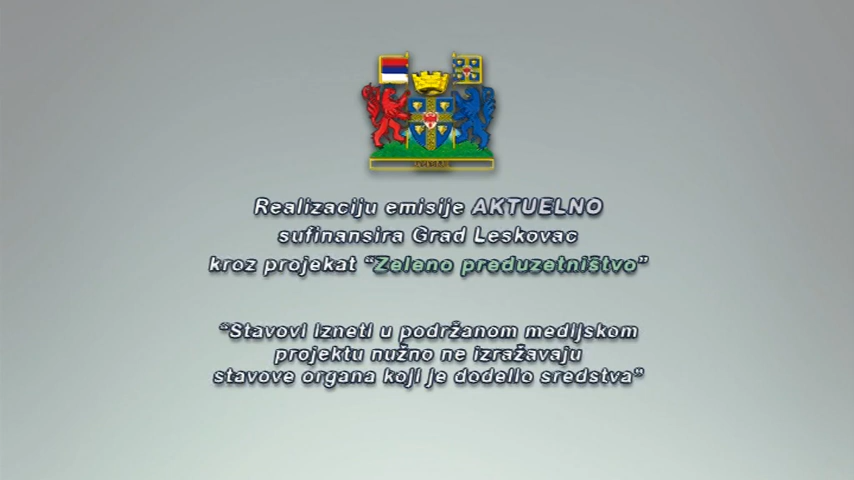 Realizaciju emisije AKTUELNO
sufinansira Grad Leskovac
kroz projekat “Zeleno preduzetništvo”
“Stavovi izneti u podržanom medijskom
projektu nužno ne izražavaju
stavove organa koji je dodelio sredstva”